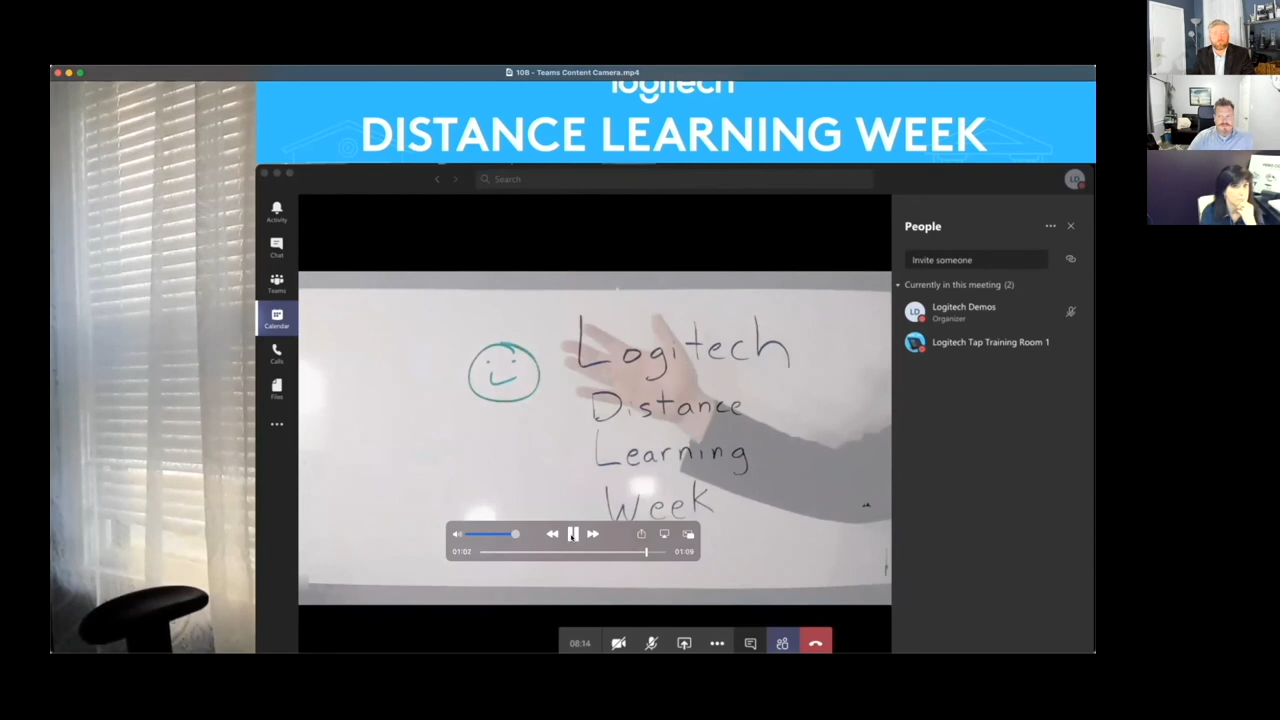 10B - Teams Content Camera.mp4
logitech
DISTANCE LEARNING WEEK
Search
LD
Activity
Chat
Teams
Calendar
Calls
Files
Logitech
Distance
Learning
Week
People
Invite someone
Currently in this meeting (2)
LD
Logitech Demos
Organizer
Logitech Tap Training Room 1
01:02
01:09
08:14